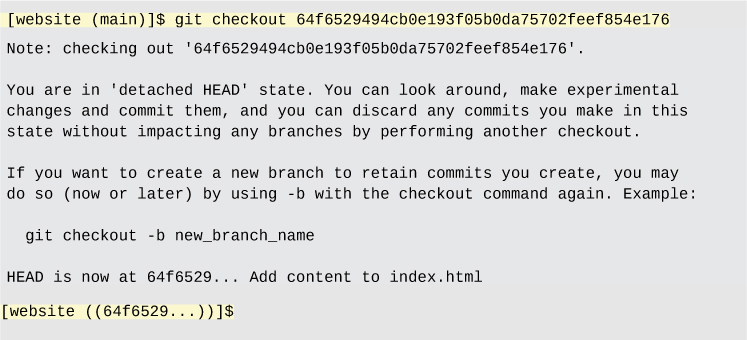 [website (main)]$ git checkout 64f6529494cb0e193f05b0da75702feef854e176
Note: checking out '64f6529494cb0e193f05b0da75702feef854e176'.
You are in 'detached HEAD' state. You can look around, make experimental
changes and commit them, and you can discard any commits you make in this
state without impacting any branches by performing another checkout.
If you want to create a new branch to retain commits you create, you may
do so (now or later) by using -b with the checkout command again. Example:
git checkout -b new_branch_name
HEAD is now at 64f6529... Add content to index.html
[website ((64f6529...))]$